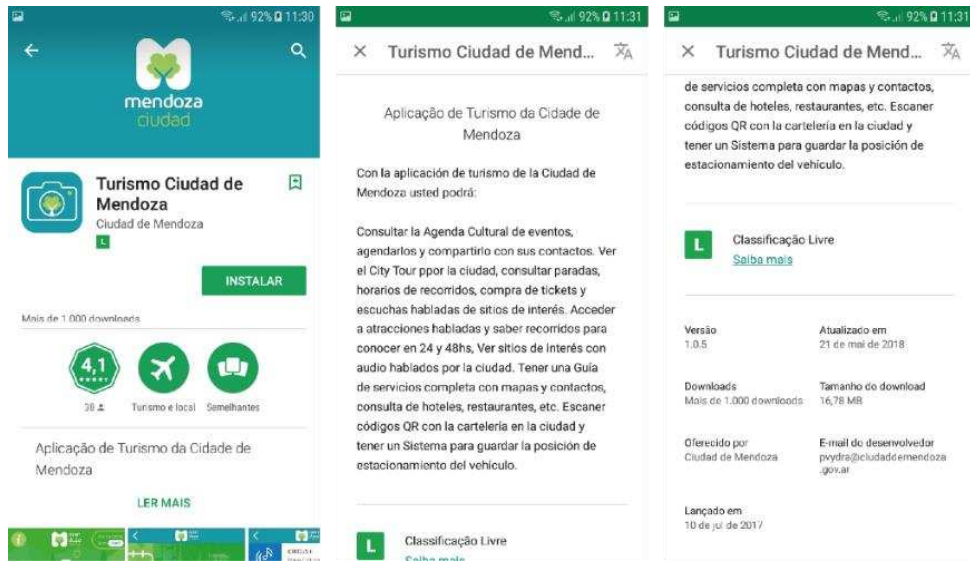 92% 11:30
mendoza
ciudad
Turismo Ciudad de
Mendoza
Ciudad de Mendoza
L
INSTALAR
Mais de 1.000 downloads
4,1
38
Turismo e local
Semelhantes
Aplicação de Turismo da Cidade de
Mendoza
LER MAIS
92% 11:31
Turismo Ciudad de Mend...
Aplicação de Turismo da Cidade de
Mendoza
Con la aplicación de turismo de la Ciudad de
Mendoza usted podrá:
Consultar la Agenda Cultural de eventos,
agendarlos y compartirlo con sus contactos. Ver
el City Tour ppor la ciudad, consultar paradas,
horarios de recorridos, compra de tickets y
escuchas habladas de sitios de interés. Acceder
a atracciones habladas y saber recorridos para
conocer en 24 y 48hs, Ver sitios de interés con
audio hablados por la ciudad. Tener una Guía
de servicios completa con mapas y contactos,
consulta de hoteles, restaurantes, etc. Escaner
códigos QR con la cartelería en la ciudad y
tener un Sistema para guardar la posición de
estacionamiento del vehículo.
L
Classificação Livre
Saiba mais
92% 11:31
Turismo Ciudad de Mend...
de servicios completa con mapas y contactos,
consulta de hoteles, restaurantes, etc. Escaner
códigos QR con la cartelería en la ciudad y
tener un Sistema para guardar la posición de
estacionamiento del vehículo.
L
Classificação Livre
Saiba mais
Versão
1.0.5
Atualizado em
21 de mai de 2018
Downloads
Mais de 1.000 downloads
Tamanho do download
16,78 MB
Oferecido por
Ciudad de Mendoza
E-mail do desenvolvedor
pvydra@ciudaddemendoza
.gov.ar
Lançado em
10 de jul de 2017